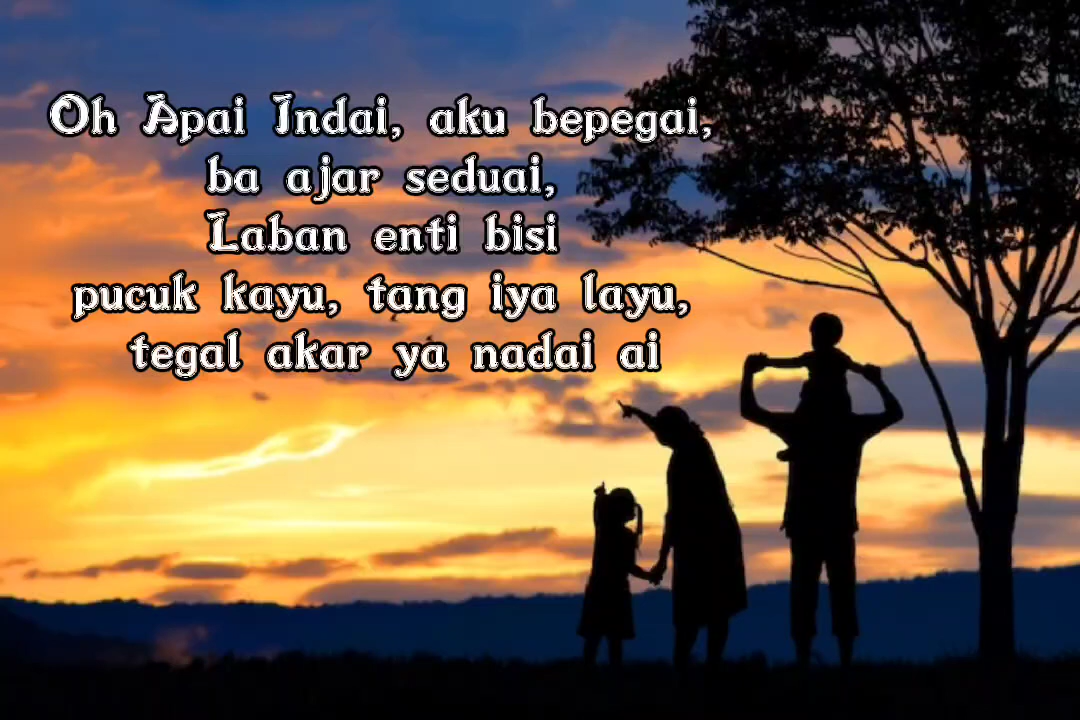 Oh Apai Indai, aku bepegai,
ba ajar seduai,
Laban enti bisi
pucuk kayu, tang iya layu,
tegal akar ya nadai ai